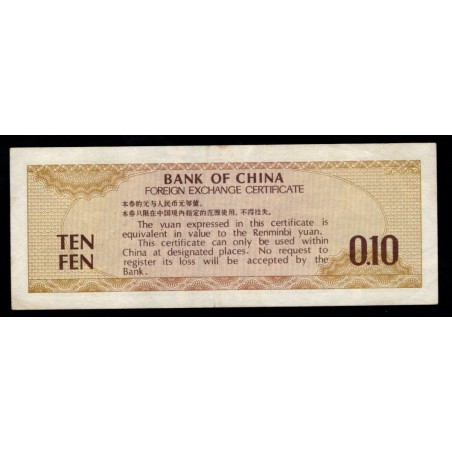 BANK OF CHINA
FOREIGN EXCHANGE CERTIFICATE
本券的元与人民币元等值。
本券只限在中国境内指定的范围使用,不得挂失。
The yuan expressed in this certificate is
equivalent in value to the Renminbi yuan.
This certificate can only be used within
China at designated places. No request to
register its loss will be accepted by the
Bank.
TEN
FEN
0.10